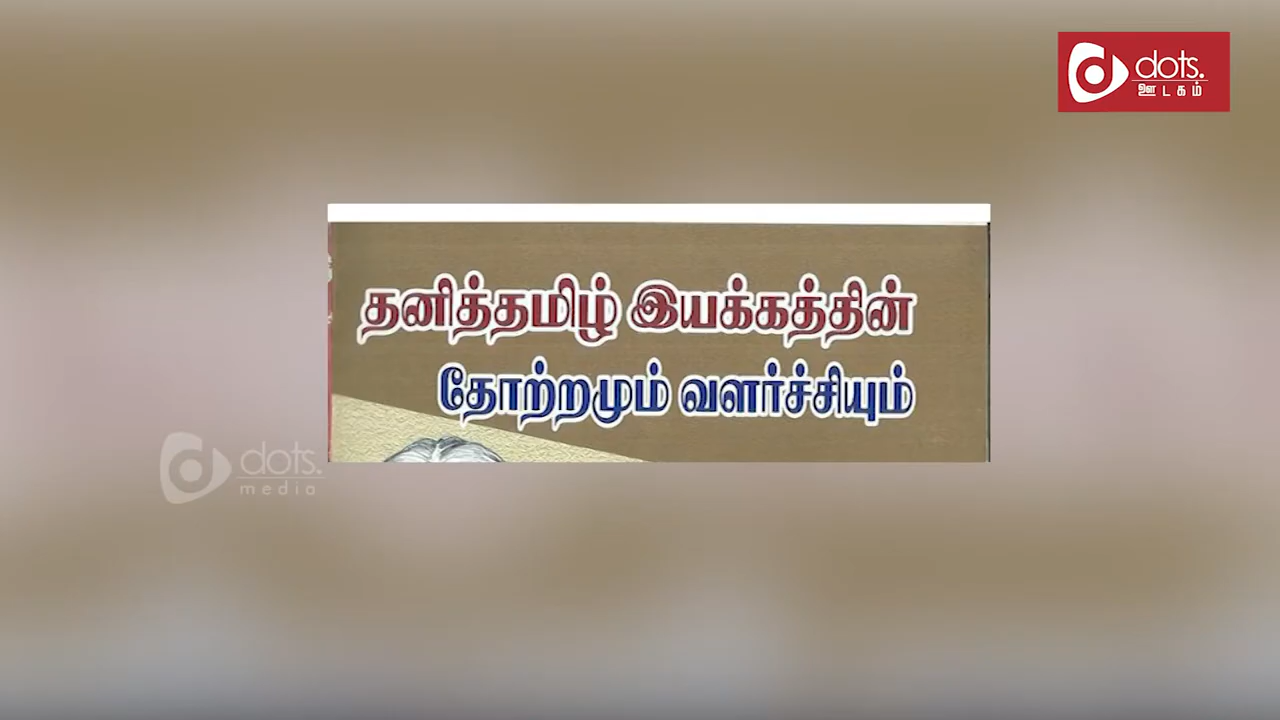 dots.
ஊடகம்
தனித்தமிழ் இயக்கத்தின்
தோற்றமும் வளர்ச்சியும்
dots.
media